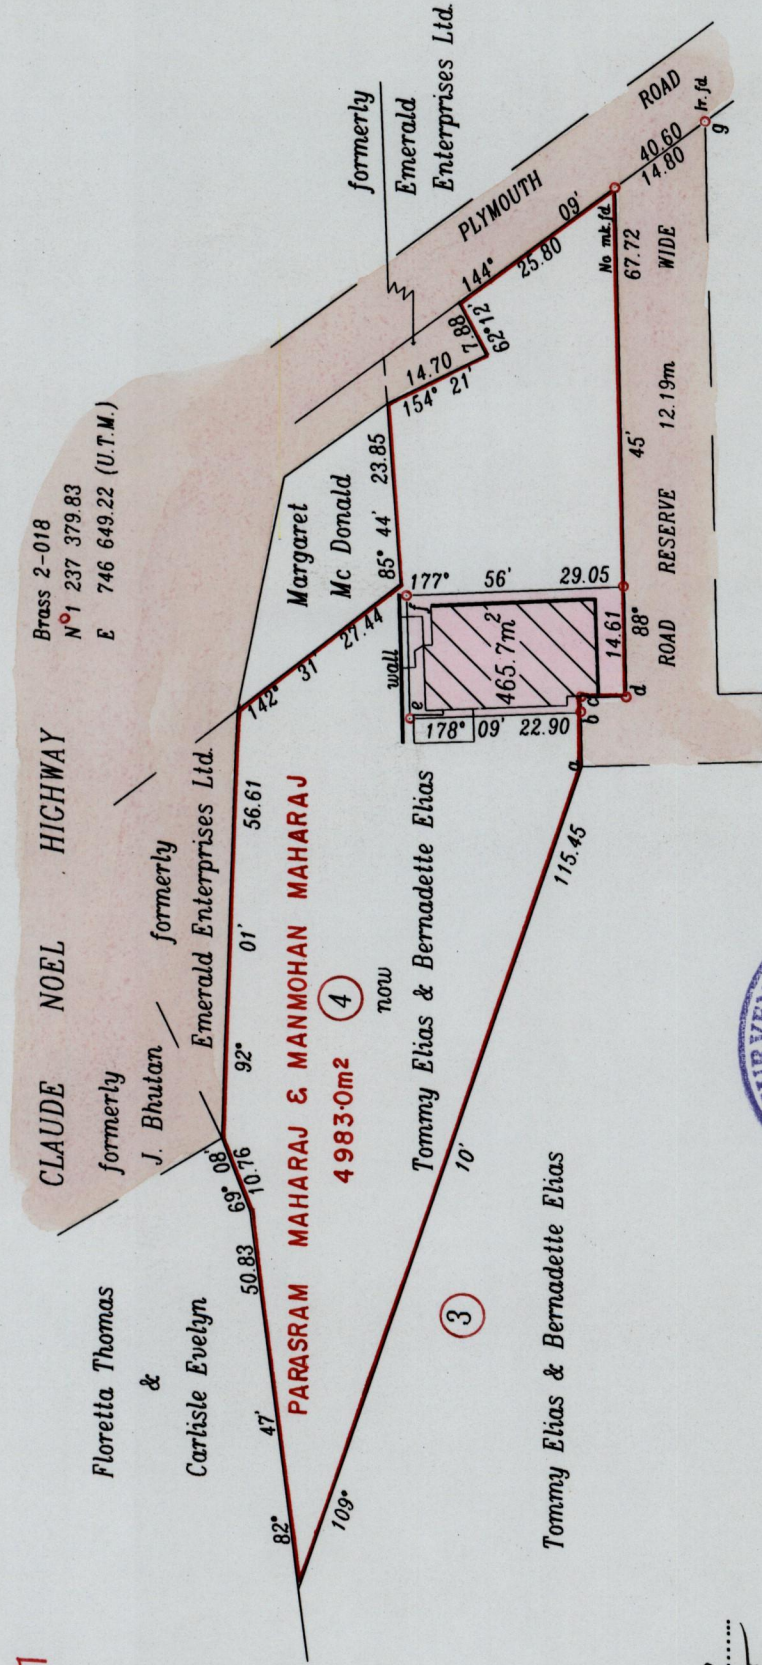 CLAUDE NOEL HIGHWAY
Brass 2-018
Nº1 237 379.83
E 746 649.22 (U.T.M.)
formerly
J. Bhutan
formerly
Emerald Enterprises Ltd.
Floretta Thomas
&
Carlisle Evelyn
82° 47' 50.83
69° 08'
10.76
92° 01' 56.61
142° 31' 27.44
Margaret
Mc Donald
85° 44' 23.85
154° 21'
14.70
62°12'
7.88
144° 09'
25.80
formerly
Emerald
Enterprises Ltd.
PLYMOUTH ROAD
PARASRAM MAHARAJ & MANMOHAN MAHARAJ
4983.0m²
4
now
Tommy Elias & Bernadette Elias
wall
e
f
177° 56' 29.05
178° 09' 22.90
465.7m²
a
b
c
d
14.61
88° 45' 67.72
No mk.fd
40.60
14.80
Ir.fd
g
ROAD RESERVE 12.19m WIDE
109° 10' 115.45
3
Tommy Elias & Bernadette Elias